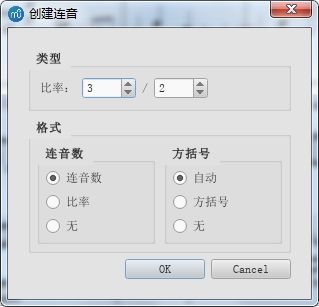 创建连音
类型
比率： 3 / 2
格式
连音数 方括号
连音数 自动
比率 方括号
无 无
OK Cancel